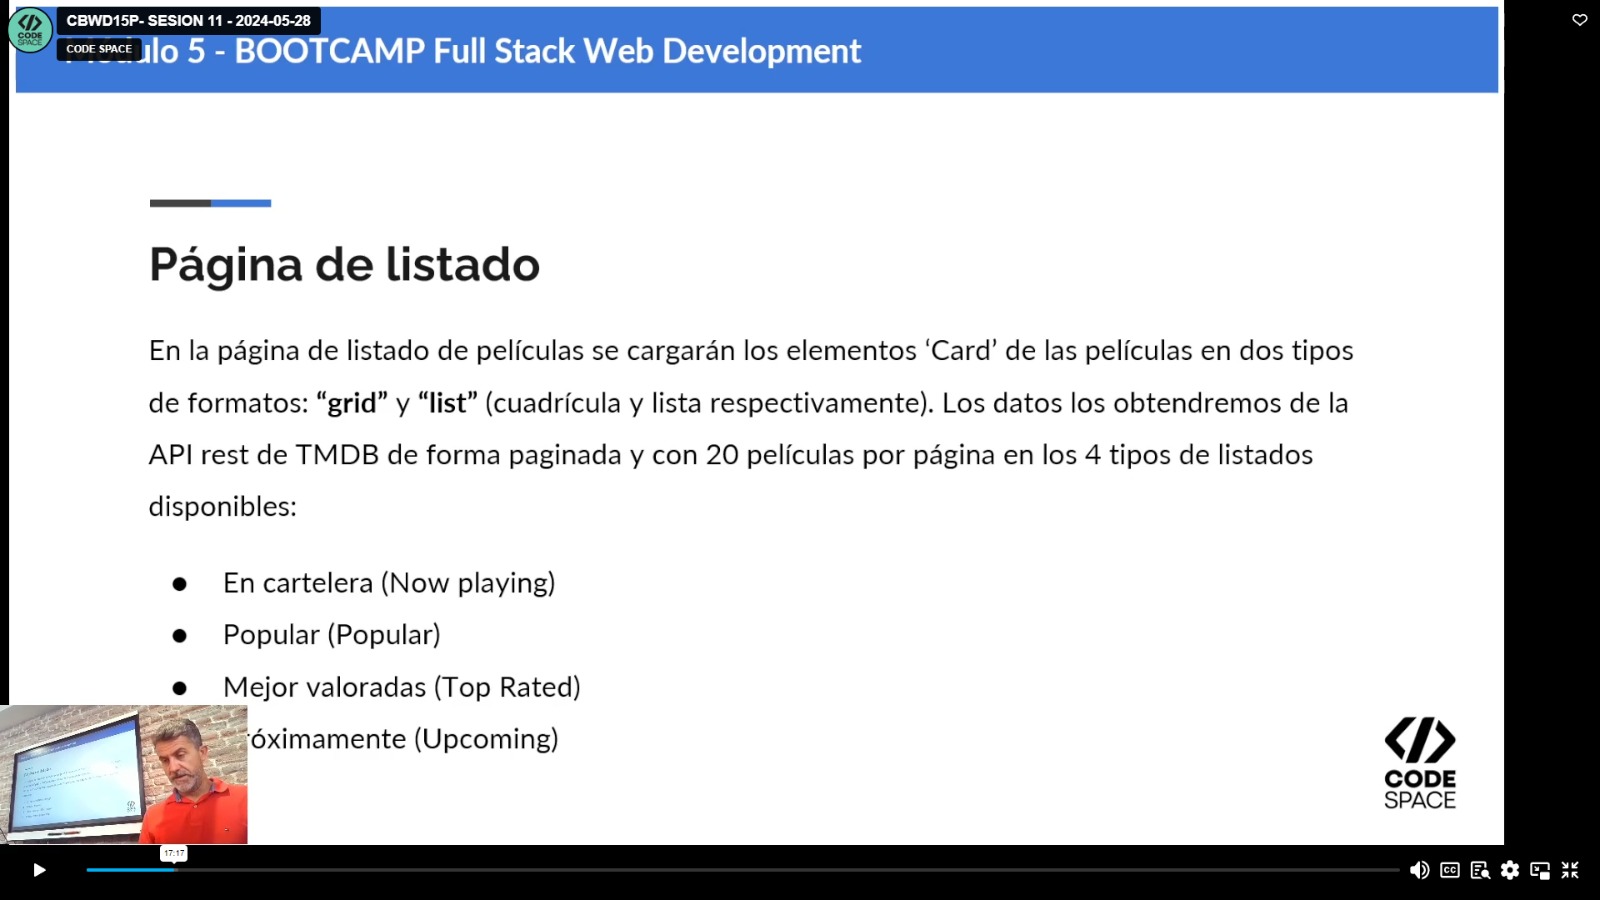 CBWD15P- SESION 11 - 2024-05-28
CODE SPACE
CODE
SPACE
ulo 5 - BOOTCAMP Full Stack Web Development
Página de listado
En la página de listado de películas se cargarán los elementos ‘Card’ de las películas en dos tipos
de formatos: “grid” y “list” (cuadrícula y lista respectivamente). Los datos los obtendremos de la
API rest de TMDB de forma paginada y con 20 películas por página en los 4 tipos de listados
disponibles:
● En cartelera (Now playing)
● Popular (Popular)
● Mejor valoradas (Top Rated)
róximamente (Upcoming)
CODE
SPACE
17:17
CC